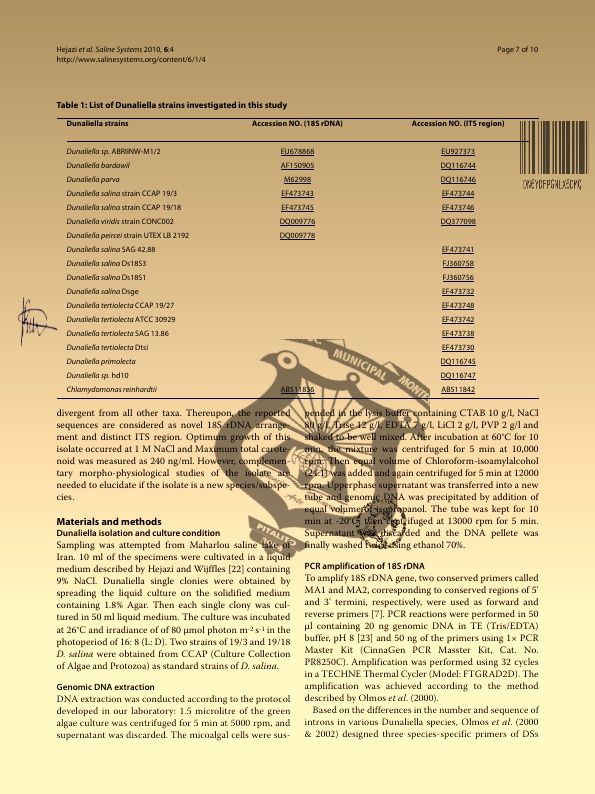 Hejazi et al. Saline Systems 2010, 6:4
http://www.salinesystems.org/content/6/1/4
Page 7 of 10
Table 1: List of Dunaliella strains investigated in this study
Dunaliella strains Accession NO. (18S rDNA) Accession NO. (ITS region)
Dunaliella sp. ABRIINW-M1/2 EU678868 EU927373
Dunaliella bardawil AF150905 DQ116744
Dunaliella parva M62998 DQ116746
Dunaliella salina strain CCAP 19/3 EF473743 EF473744
Dunaliella salina strain CCAP 19/18 EF473745 EF473746
Dunaliella viridis strain CONC002 DQ009776 DQ377098
Dunaliella peircei strain UTEX LB 2192 DQ009778
Dunaliella salina SAG 42.88 EF473741
Dunaliella salina Ds18S3 FJ360758
Dunaliella salina Ds18S1 FJ360756
Dunaliella salina Dsge EF473732
Dunaliella tertiolecta CCAP 19/27 EF473748
Dunaliella tertiolecta ATCC 30929 EF473742
Dunaliella tertiolecta SAG 13.86 EF473738
Dunaliella tertiolecta Dtsi EF473730
Dunaliella primolecta DQ116745
Dunaliella sp. hd10 DQ116747
Chlamydomonas reinhardtii ABS11836 ABS11842
MUNICIPAL
PITALITO
divergent from all other taxa. Thereupon, the reported
sequences are considered as novel 18S rDNA arrange-
ment and distinct ITS region. Optimum growth of this
isolate occurred at 1 M NaCl and Maximum total carote-
noid was measured as 240 ng/ml. However, complemen-
tary morpho-physiological studies of the isolate are
needed to elucidate if the isolate is a new species/subspe-
cies.
Materials and methods
Dunaliella isolation and culture condition
Sampling was attempted from Maharlou saline lake of
Iran. 10 ml of the specimens were cultivated in a liquid
medium described by Hejazi and Wijffles [22] containing
9% NaCl. Dunaliella single clonies were obtained by
spreading the liquid culture on the solidified medium
containing 1.8% Agar. Then each single clony was cul-
tured in 50 ml liquid medium. The culture was incubated
at 26°C and irradiance of of 80 μmol photon m-2 s-1 in the
photoperiod of 16: 8 (L: D). Two strains of 19/3 and 19/18
D. salina were obtained from CCAP (Culture Collection
of Algae and Protozoa) as standard strains of D. salina.
Genomic DNA extraction
DNA extraction was conducted according to the protocol
developed in our laboratory: 1.5 microlitre of the green
algae culture was centrifuged for 5 min at 5000 rpm, and
supernatant was discarded. The micoalgal cells were sus-
pended in the lysis buffer containing CTAB 10 g/l, NaCl
80 g/l, Trise 12 g/l, EDTA 7 g/l, LiCl 2 g/l, PVP 2 g/l and
shaked to be well mixed. After incubation at 60°C for 10
min, the mixture was centrifuged for 5 min at 10,000
rpm. Then equal volume of Chloroform-isoamylalcohol
(24:1) was added and again centrifuged for 5 min at 12000
rpm. Upperphase supernatant was transferred into a new
tube and genomic DNA was precipitated by addition of
equal volume of isopropanol. The tube was kept for 10
min at -20°C then centrifuged at 13000 rpm for 5 min.
Supernatant was discarded and the DNA pellete was
finally washed twice using ethanol 70%.
PCR amplification of 18S rDNA
To amplify 18S rDNA gene, two conserved primers called
MA1 and MA2, corresponding to conserved regions of 5'
and 3' termini, respectively, were used as forward and
reverse primers [7]. PCR reactions were performed in 50
μl containing 20 ng genomic DNA in TE (Tris/EDTA)
buffer, pH 8 [23] and 50 ng of the primers using 1× PCR
Master Kit (CinnaGen PCR Masster Kit, Cat. No.
PR8250C). Amplification was performed using 32 cycles
in a TECHNE Thermal Cycler (Model: FTGRAD2D). The
amplification was achieved according to the method
described by Olmos et al. (2000).
Based on the differences in the number and sequence of
introns in various Dunaliella species, Olmos et al. (2000
& 2002) designed three species-specific primers of DSs